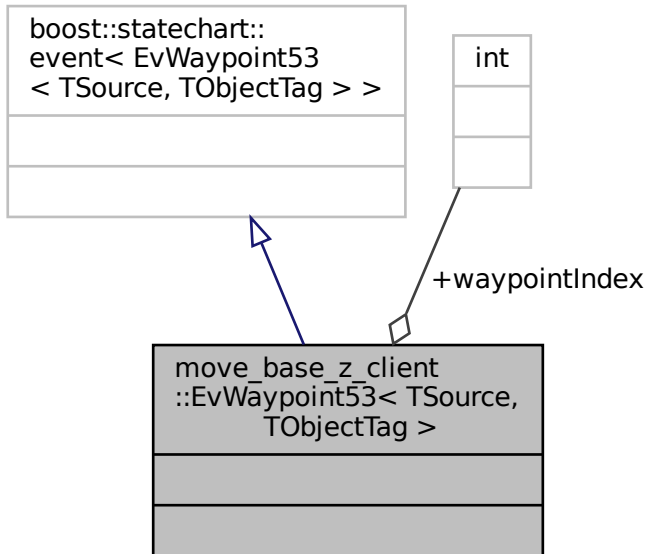 boost::statechart::
event< EvWaypoint53
< TSource, TObjectTag > >
int
+waypointIndex
move_base_z_client
::EvWaypoint53< TSource,
TObjectTag >